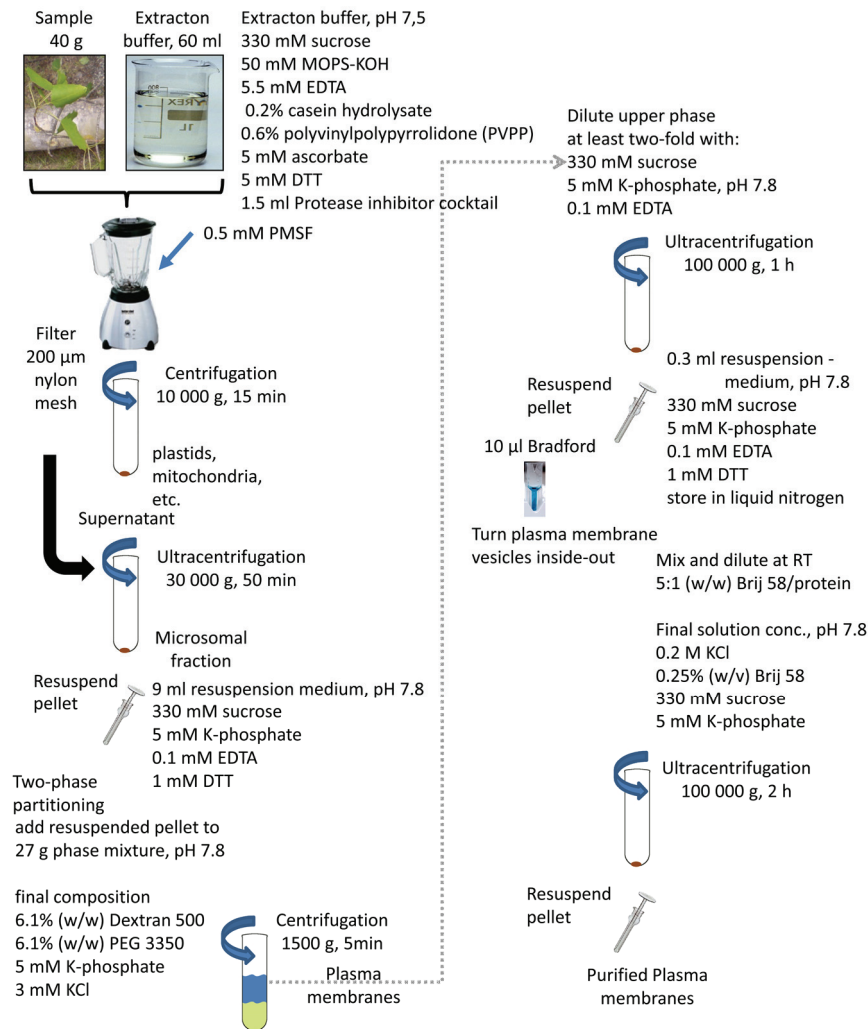 Sample
40 g
Extracton
buffer, 60 ml
Extracton buffer, pH 7,5
330 mM sucrose
50 mM MOPS-KOH
5.5 mM EDTA
0.2% casein hydrolysate
0.6% polyvinylpolypyrrolidone (PVPP)
5 mM ascorbate
5 mM DTT
1.5 ml Protease inhibitor cocktail
0.5 mM PMSF
Filter
200 µm
nylon
mesh
Centrifugation
10 000 g, 15 min
plastids,
mitochondria,
etc.
Supernatant
Ultracentrifugation
30 000 g, 50 min
Microsomal
fraction
Resuspend
pellet
9 ml resuspension medium, pH 7.8
330 mM sucrose
5 mM K-phosphate
0.1 mM EDTA
1 mM DTT
Two-phase
partitioning
add resuspended pellet to
27 g phase mixture, pH 7.8
final composition
6.1% (w/w) Dextran 500
6.1% (w/w) PEG 3350
5 mM K-phosphate
3 mM KCl
Centrifugation
1500 g, 5min
Plasma
membranes
Dilute upper phase
at least two-fold with:
330 mM sucrose
5 mM K-phosphate, pH 7.8
0.1 mM EDTA
Ultracentrifugation
100 000 g, 1 h
Resuspend
pellet
0.3 ml resuspension -
medium, pH 7.8
330 mM sucrose
5 mM K-phosphate
0.1 mM EDTA
1 mM DTT
store in liquid nitrogen
10 µl Bradford
Turn plasma membrane
vesicles inside-out
Mix and dilute at RT
5:1 (w/w) Brij 58/protein
Final solution conc., pH 7.8
0.2 M KCl
0.25% (w/v) Brij 58
330 mM sucrose
5 mM K-phosphate
Ultracentrifugation
100 000 g, 2 h
Resuspend
pellet
Purified Plasma
membranes